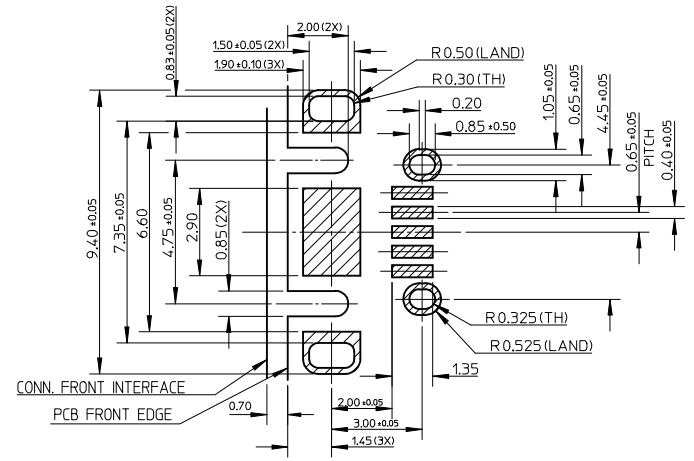 2.00 (2X)
1.50 ±0.05 (2X)
1.90 ±0.10 (3X)
0.83 ±0.05 (2X)
R 0.50 (LAND)
R 0.30 (TH)
0.20
0.85 ±0.50
1.05 ±0.05
0.65 ±0.05
4.45 ±0.05
0.65 ±0.05
PITCH
0.40 ±0.05
9.40 ±0.05
7.35 ±0.05
6.60
4.75 ±0.05
2.90
0.85 (2X)
R 0.325 (TH)
R 0.525 (LAND)
1.35
CONN. FRONT INTERFACE
PCB FRONT EDGE
0.70
2.00 ±0.05
3.00 ±0.05
1.45 (3X)